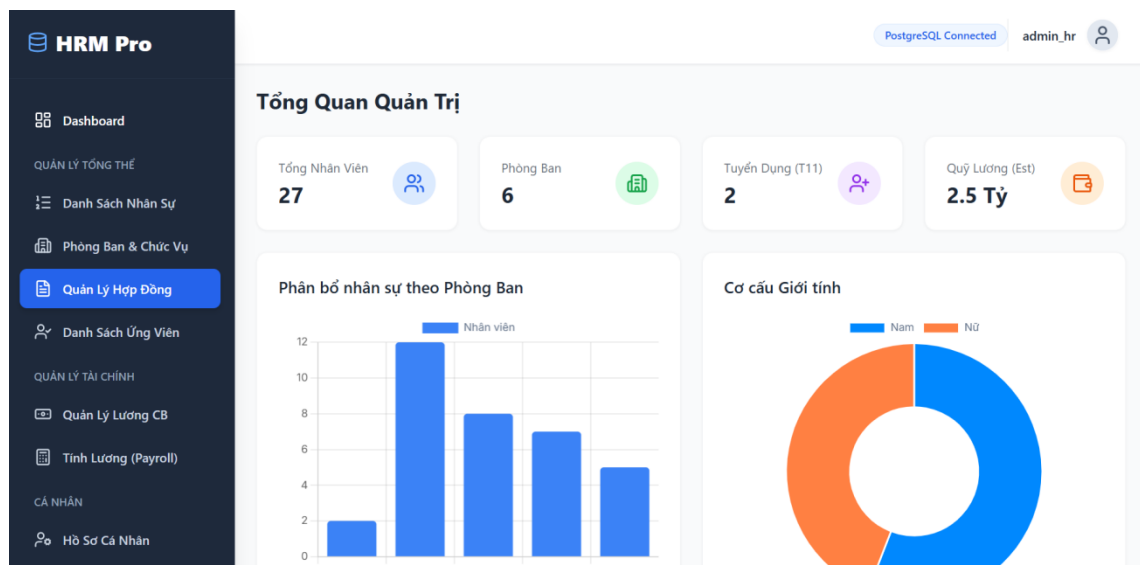 HRM Pro
PostgreSQL Connected
admin_hr
Dashboard
QUẢN LÝ TỔNG THỂ
Danh Sách Nhân Sự
Phòng Ban & Chức Vụ
Quản Lý Hợp Đồng
Danh Sách Ứng Viên
QUẢN LÝ TÀI CHÍNH
Quản Lý Lương CB
Tính Lương (Payroll)
CÁ NHÂN
Hồ Sơ Cá Nhân
Tổng Quan Quản Trị
Tổng Nhân Viên
27
Phòng Ban
6
Tuyển Dụng (T11)
2
Quỹ Lương (Est)
2.5 Tỷ
Phân bổ nhân sự theo Phòng Ban
Nhân viên
12
10
8
6
4
2
0
Cơ cấu Giới tính
Nam
Nữ